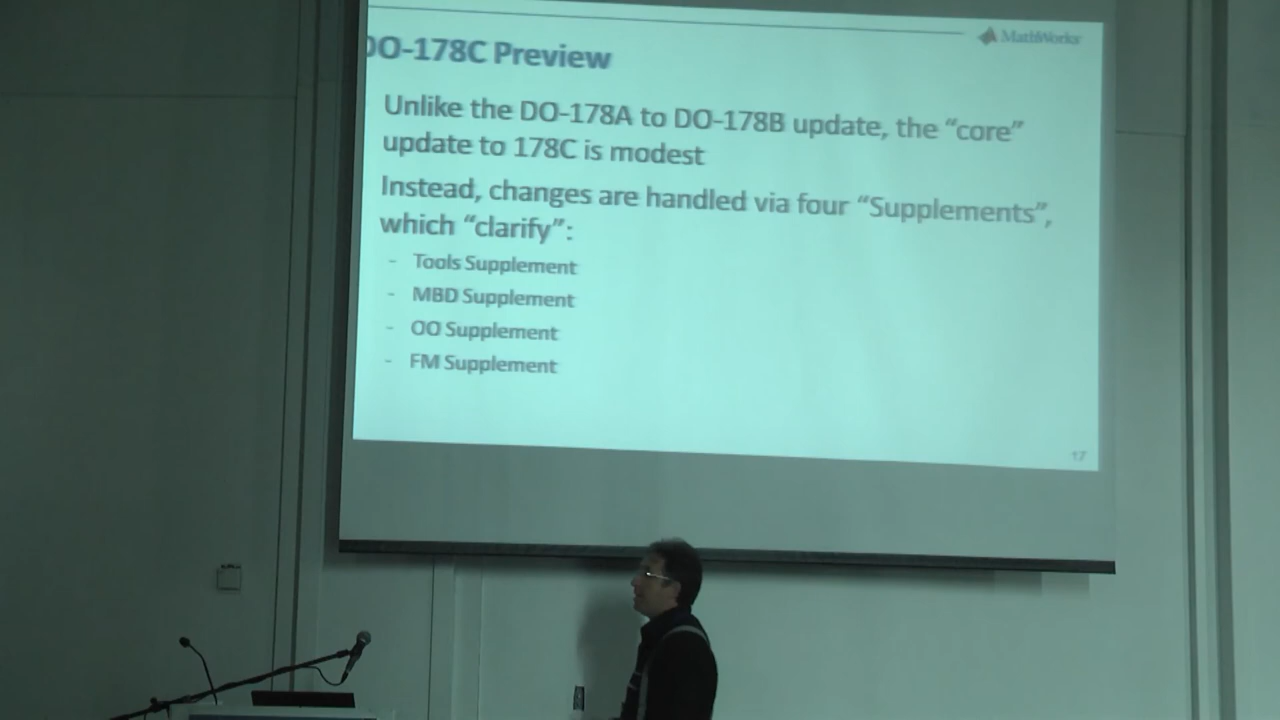 MathWorks
DO-178C Preview
Unlike the DO-178A to DO-178B update, the “core”
update to 178C is modest
Instead, changes are handled via four “Supplements”,
which “clarify”:
- Tools Supplement
- MBD Supplement
- OO Supplement
- FM Supplement
17